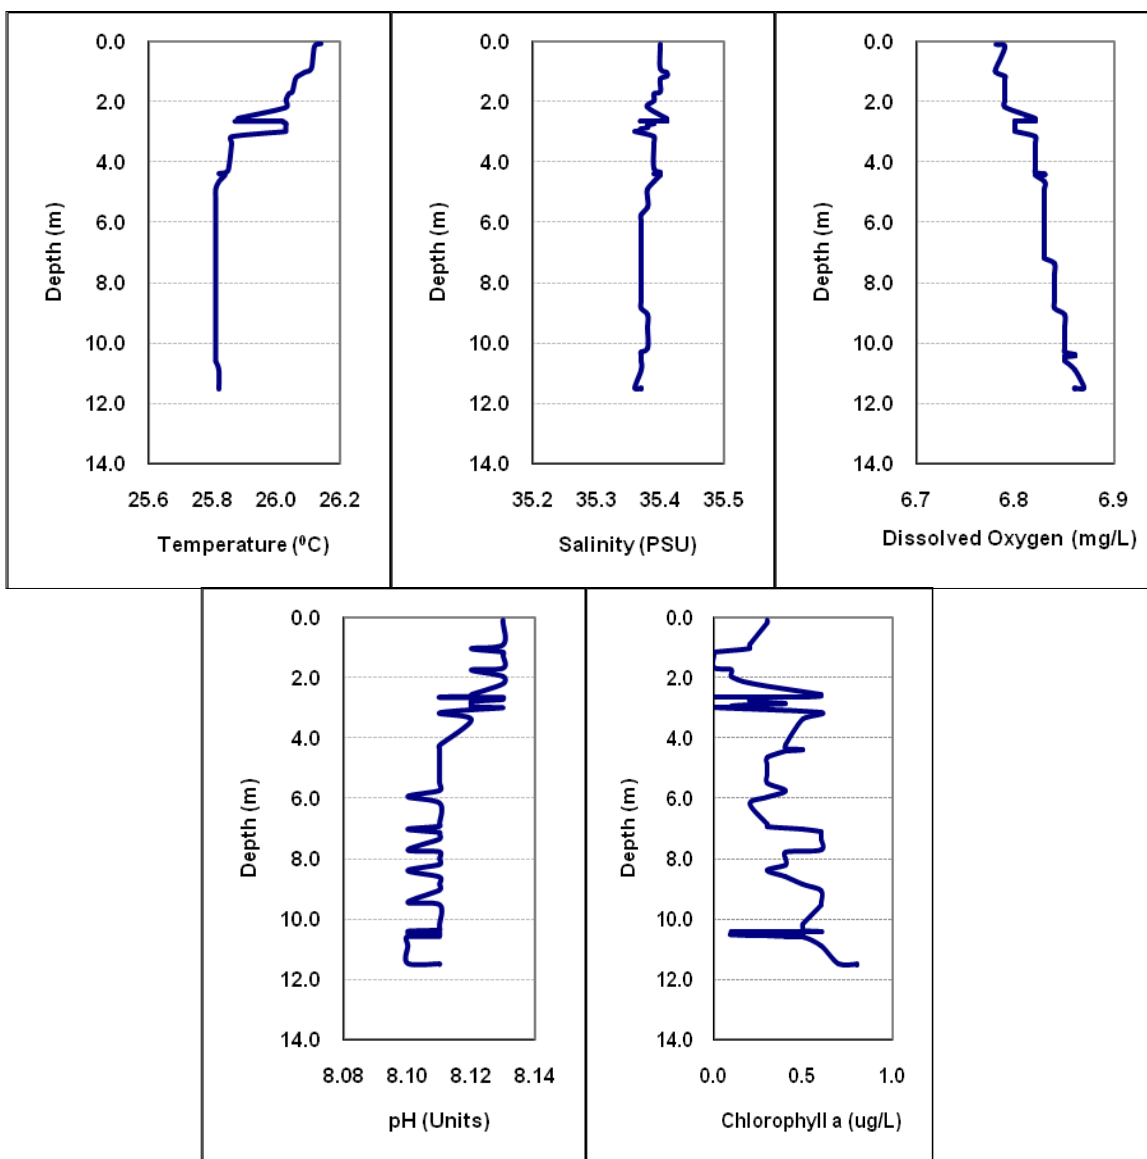 0.0
2.0
4.0
6.0
8.0
10.0
12.0
14.0
Depth (m)
25.6 25.8 26.0 26.2
Temperature (⁰C)
0.0
2.0
4.0
6.0
8.0
10.0
12.0
14.0
Depth (m)
35.2 35.3 35.4 35.5
Salinity (PSU)
0.0
2.0
4.0
6.0
8.0
10.0
12.0
14.0
Depth (m)
6.7 6.8 6.9
Dissolved Oxygen (mg/L)
0.0
2.0
4.0
6.0
8.0
10.0
12.0
14.0
Depth (m)
8.08 8.10 8.12 8.14
pH (Units)
0.0
2.0
4.0
6.0
8.0
10.0
12.0
14.0
Depth (m)
0.0 0.5 1.0
Chlorophyll a (ug/L)